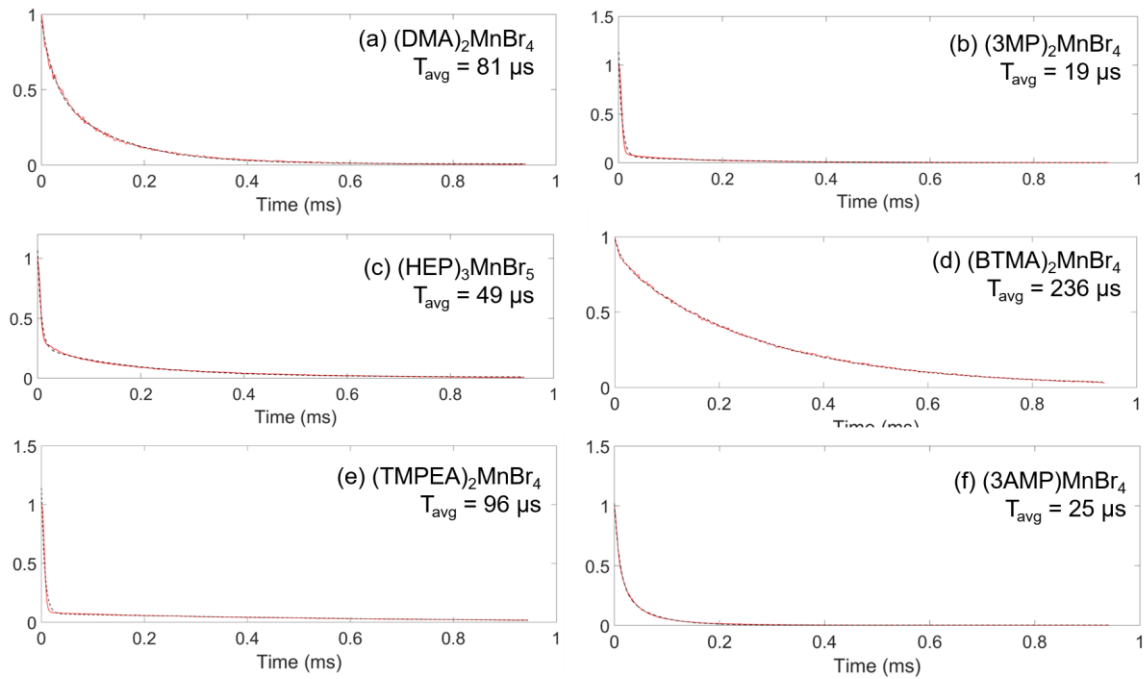 1
0.5
0
0 0.2 0.4 0.6 0.8 1
Time (ms)
(a) (DMA)₂MnBr₄
Tavg = 81 µs
1.5
1
0.5
0
0 0.2 0.4 0.6 0.8 1
Time (ms)
(b) (3MP)₂MnBr₄
Tavg = 19 µs
1
0.5
0
0 0.2 0.4 0.6 0.8 1
Time (ms)
(c) (HEP)₃MnBr₅
Tavg = 49 µs
1
0.5
0
0 0.2 0.4 0.6 0.8 1
Time (ms)
(d) (BTMA)₂MnBr₄
Tavg = 236 µs
1.5
1
0.5
0
0 0.2 0.4 0.6 0.8 1
Time (ms)
(e) (TMPEA)₂MnBr₄
Tavg = 96 µs
1.5
1
0.5
0
0 0.2 0.4 0.6 0.8 1
Time (ms)
(f) (3AMP)MnBr₄
Tavg = 25 µs